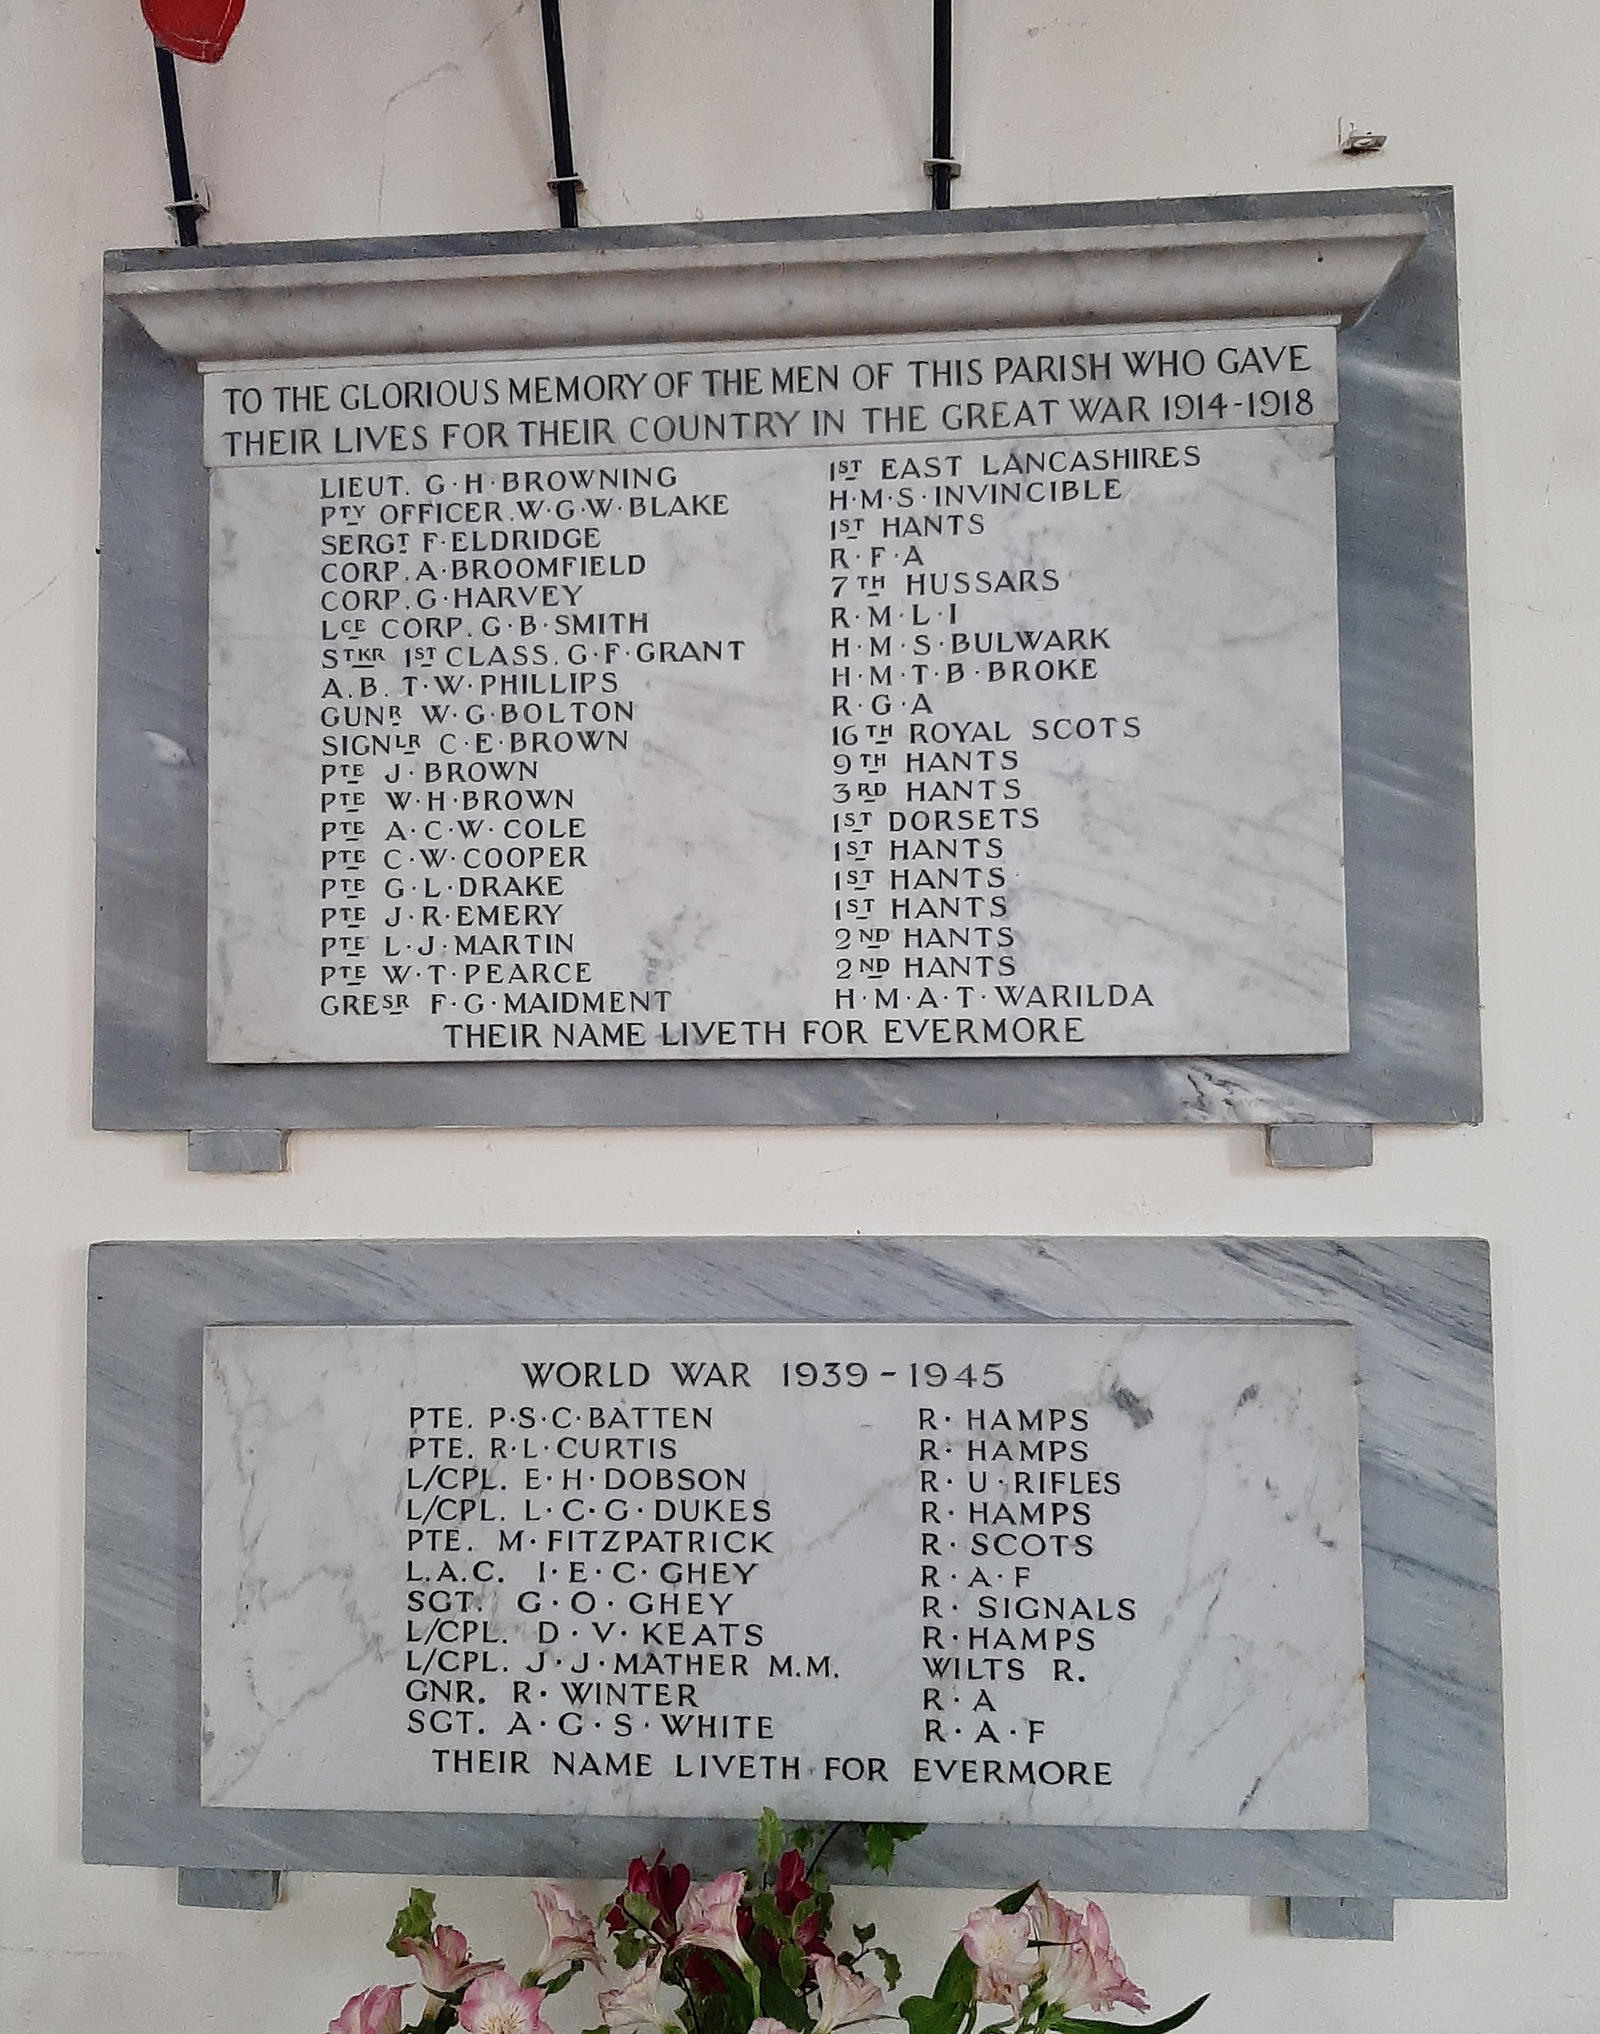 TO THE GLORIOUS MEMORY OF THE MEN OF THIS PARISH WHO GAVE
THEIR LIVES FOR THEIR COUNTRY IN THE GREAT WAR 1914-1918
LIEUT. G·H·BROWNING 1ST EAST LANCASHIRES
PTY OFFICER.W·G·W·BLAKE H·M·S·INVINCIBLE
SERGT F·ELDRIDGE 1ST HANTS
CORP.A·BROOMFIELD R·F·A
CORP.G·HARVEY 7TH HUSSARS
LCE CORP.G·B·SMITH R·M·L·I
STKR 1ST CLASS.G·F·GRANT H·M·S·BULWARK
A.B. T·W·PHILLIPS H·M·T·B·BROKE
GUNR W·G·BOLTON R·G·A
SIGNLR C·E·BROWN 16TH ROYAL SCOTS
PTE J·BROWN 9TH HANTS
PTE W·H·BROWN 3RD HANTS
PTE A·C·W·COLE 1ST DORSETS
PTE C·W·COOPER 1ST HANTS
PTE G·L·DRAKE 1ST HANTS
PTE J·R·EMERY 1ST HANTS
PTE L·J·MARTIN 2ND HANTS
PTE W·T·PEARCE 2ND HANTS
GRESR F·G·MAIDMENT H·M·A·T·WARILDA
THEIR NAME LIVETH FOR EVERMORE
WORLD WAR 1939-1945
PTE. P·S·C·BATTEN R·HAMPS
PTE. R·L·CURTIS R·HAMPS
L/CPL. E·H·DOBSON R·U·RIFLES
L/CPL. L·C·G·DUKES R·HAMPS
PTE. M·FITZPATRICK R·SCOTS
L.A.C. I·E·C·GHEY R·A·F
SGT. G·O·GHEY R·SIGNALS
L/CPL. D·V·KEATS R·HAMPS
L/CPL. J·J·MATHER M.M. WILTS R.
GNR. R·WINTER R·A
SGT. A·G·S·WHITE R·A·F
THEIR NAME LIVETH FOR EVERMORE